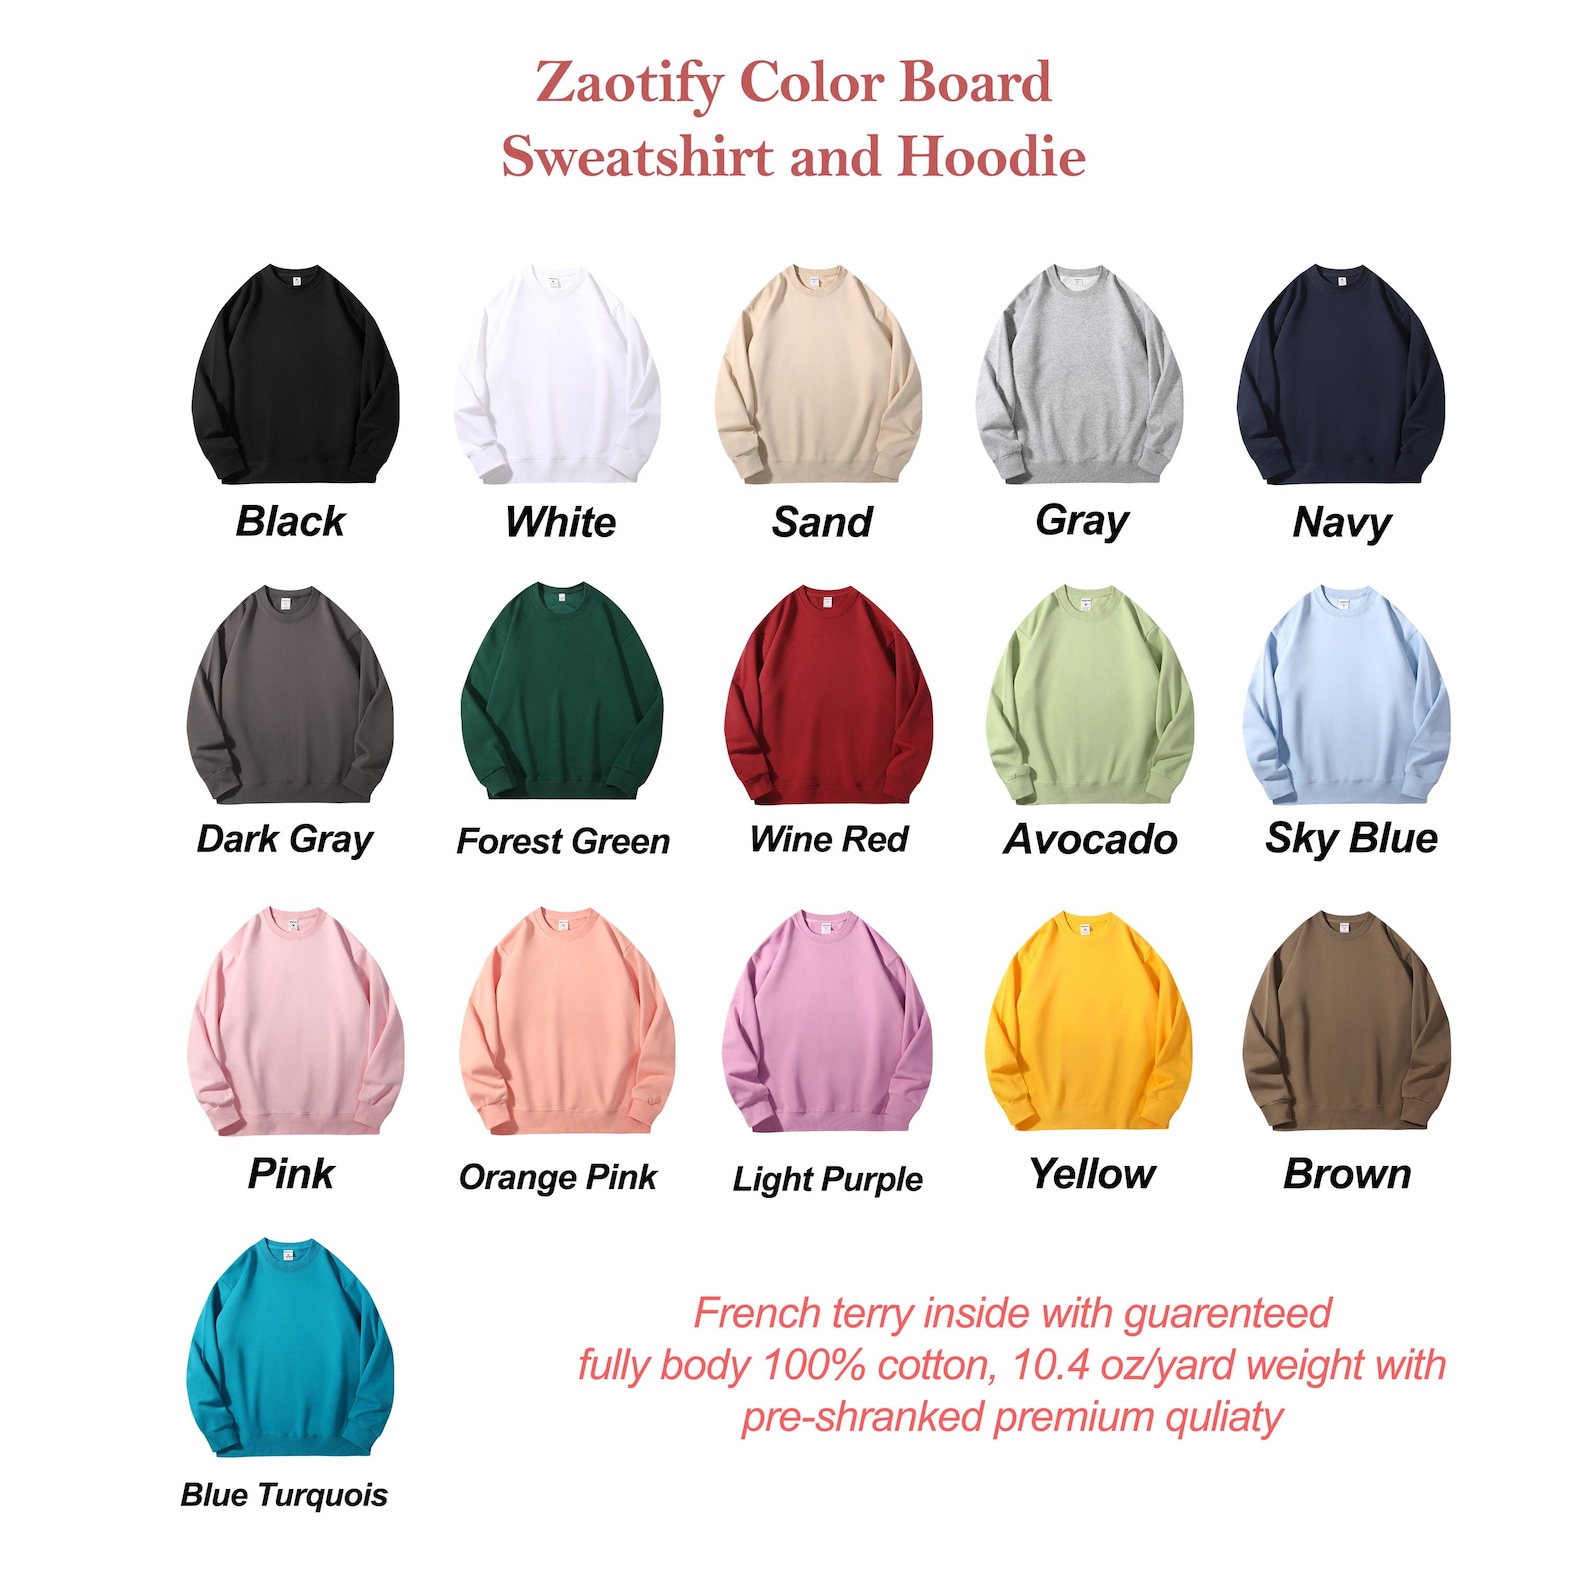 Zaotify Color Board
Sweatshirt and Hoodie
Black
White
Sand
Gray
Navy
Dark Gray
Forest Green
Wine Red
Avocado
Sky Blue
Pink
Orange Pink
Light Purple
Yellow
Brown
Blue Turquois
French terry inside with guarenteed
fully body 100% cotton, 10.4 oz/yard weight with
pre-shranked premium quliaty